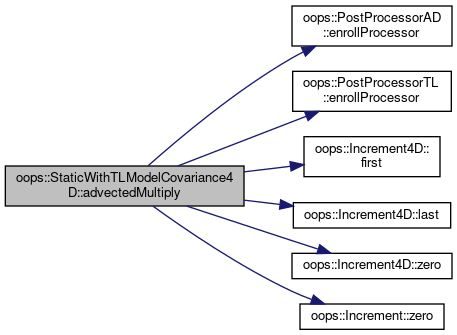 oops::StaticWithTLModelCovariance4
D::advectedMultiply
oops::PostProcessorAD
::enrollProcessor
oops::PostProcessorTL
::enrollProcessor
oops::Increment4D::
first
oops::Increment4D::last
oops::Increment4D::zero
oops::Increment::zero